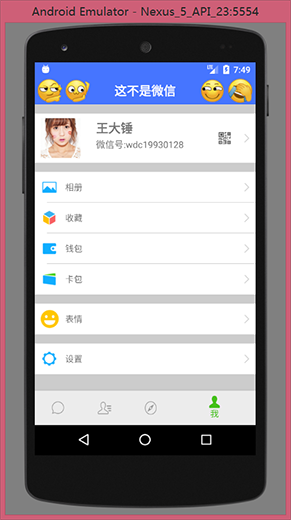 Android Emulator - Nexus_5_API_23:5554
7:49
这不是微信
王大锤
微信号:wdc19930128
相册
收藏
钱包
卡包
表情
设置
我